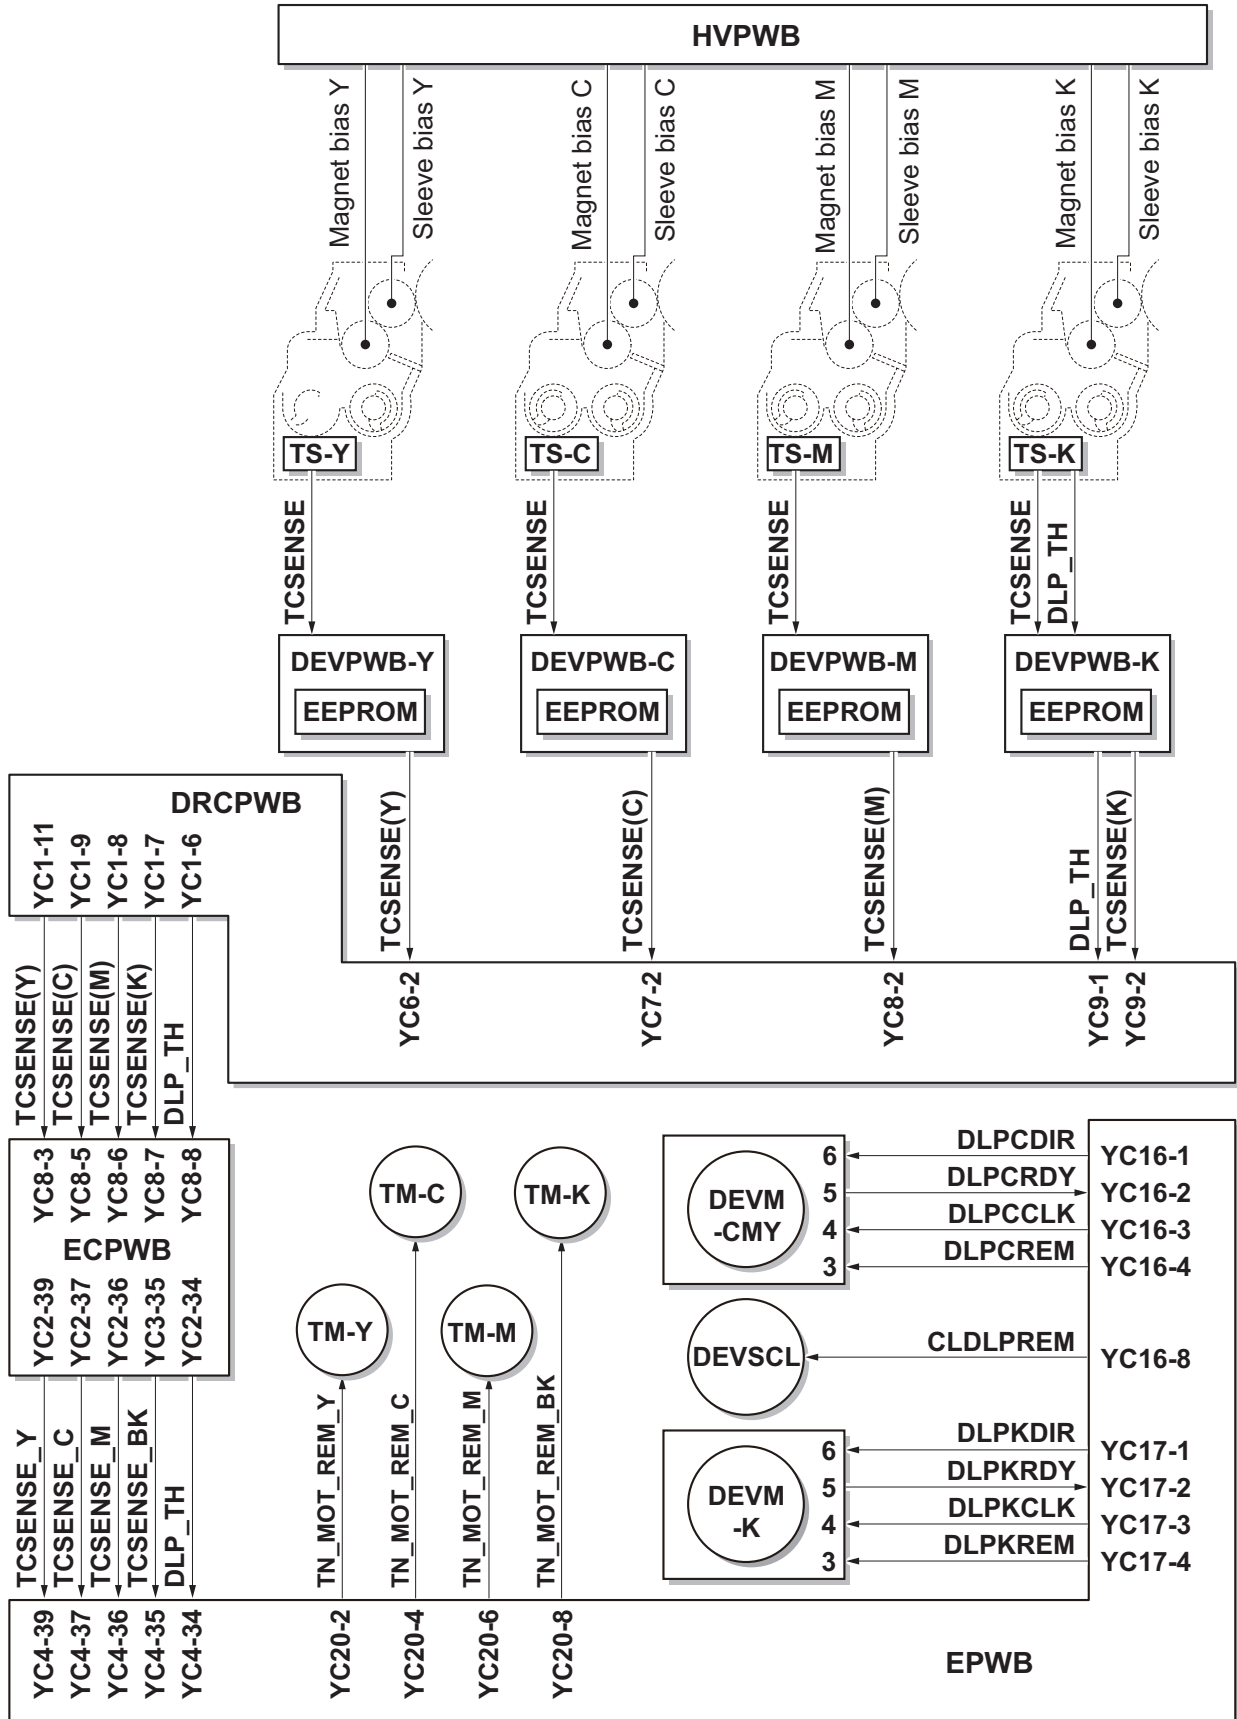 HVPWB
Magnet bias Y
Sleeve bias Y
Magnet bias C
Sleeve bias C
Magnet bias M
Sleeve bias M
Magnet bias K
Sleeve bias K
TS-Y
TS-C
TS-M
TS-K
TCSENSE
TCSENSE
TCSENSE
TCSENSE
DLP_TH
DEVPWB-Y
EEPROM
DEVPWB-C
EEPROM
DEVPWB-M
EEPROM
DEVPWB-K
EEPROM
TCSENSE(Y)
TCSENSE(C)
TCSENSE(M)
DLP_TH
TCSENSE(K)
DRCPWB
YC1-11
YC1-9
YC1-8
YC1-7
YC1-6
YC6-2
YC7-2
YC8-2
YC9-1
YC9-2
TCSENSE(Y)
TCSENSE(C)
TCSENSE(M)
TCSENSE(K)
DLP_TH
YC8-3
YC8-5
YC8-6
YC8-7
YC8-8
ECPWB
YC2-39
YC2-37
YC2-36
YC3-35
YC2-34
TM-C
TM-K
TM-Y
TM-M
DEVM
-CMY
6
5
4
3
DLPCDIR
DLPCRDY
DLPCCLK
DLPCREM
YC16-1
YC16-2
YC16-3
YC16-4
DEVSCL
CLDLPREM
YC16-8
DEVM
-K
6
5
4
3
DLPKDIR
DLPKRDY
DLPKCLK
DLPKREM
YC17-1
YC17-2
YC17-3
YC17-4
TCSENSE_Y
TCSENSE_C
TCSENSE_M
TCSENSE_BK
DLP_TH
TN_MOT_REM_Y
TN_MOT_REM_C
TN_MOT_REM_M
TN_MOT_REM_BK
YC4-39
YC4-37
YC4-36
YC4-35
YC4-34
YC20-2
YC20-4
YC20-6
YC20-8
EPWB